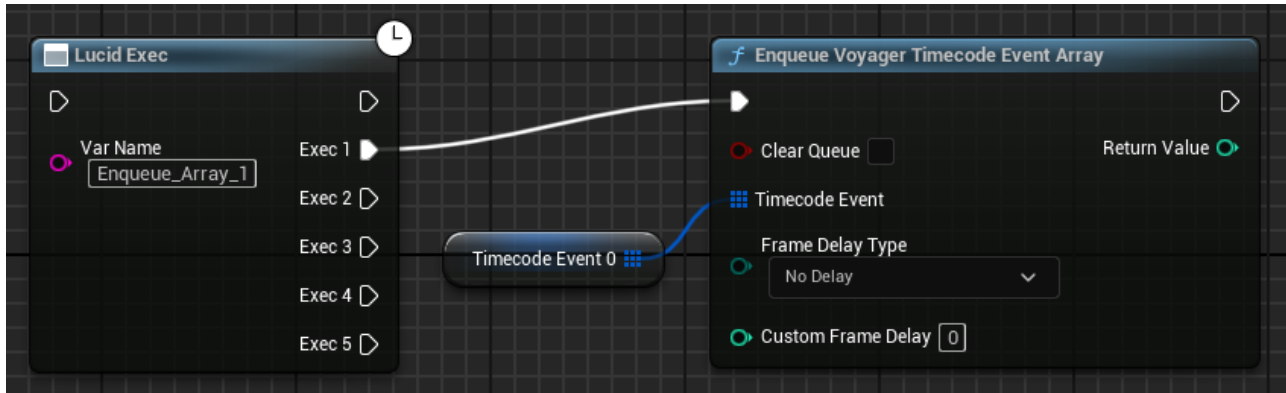 Lucid Exec
Var Name
Enqueue_Array_1
Exec 1
Exec 2
Exec 3
Exec 4
Exec 5
Timecode Event 0
f Enqueue Voyager Timecode Event Array
Clear Queue
Return Value
Timecode Event
Frame Delay Type
No Delay
Custom Frame Delay 0